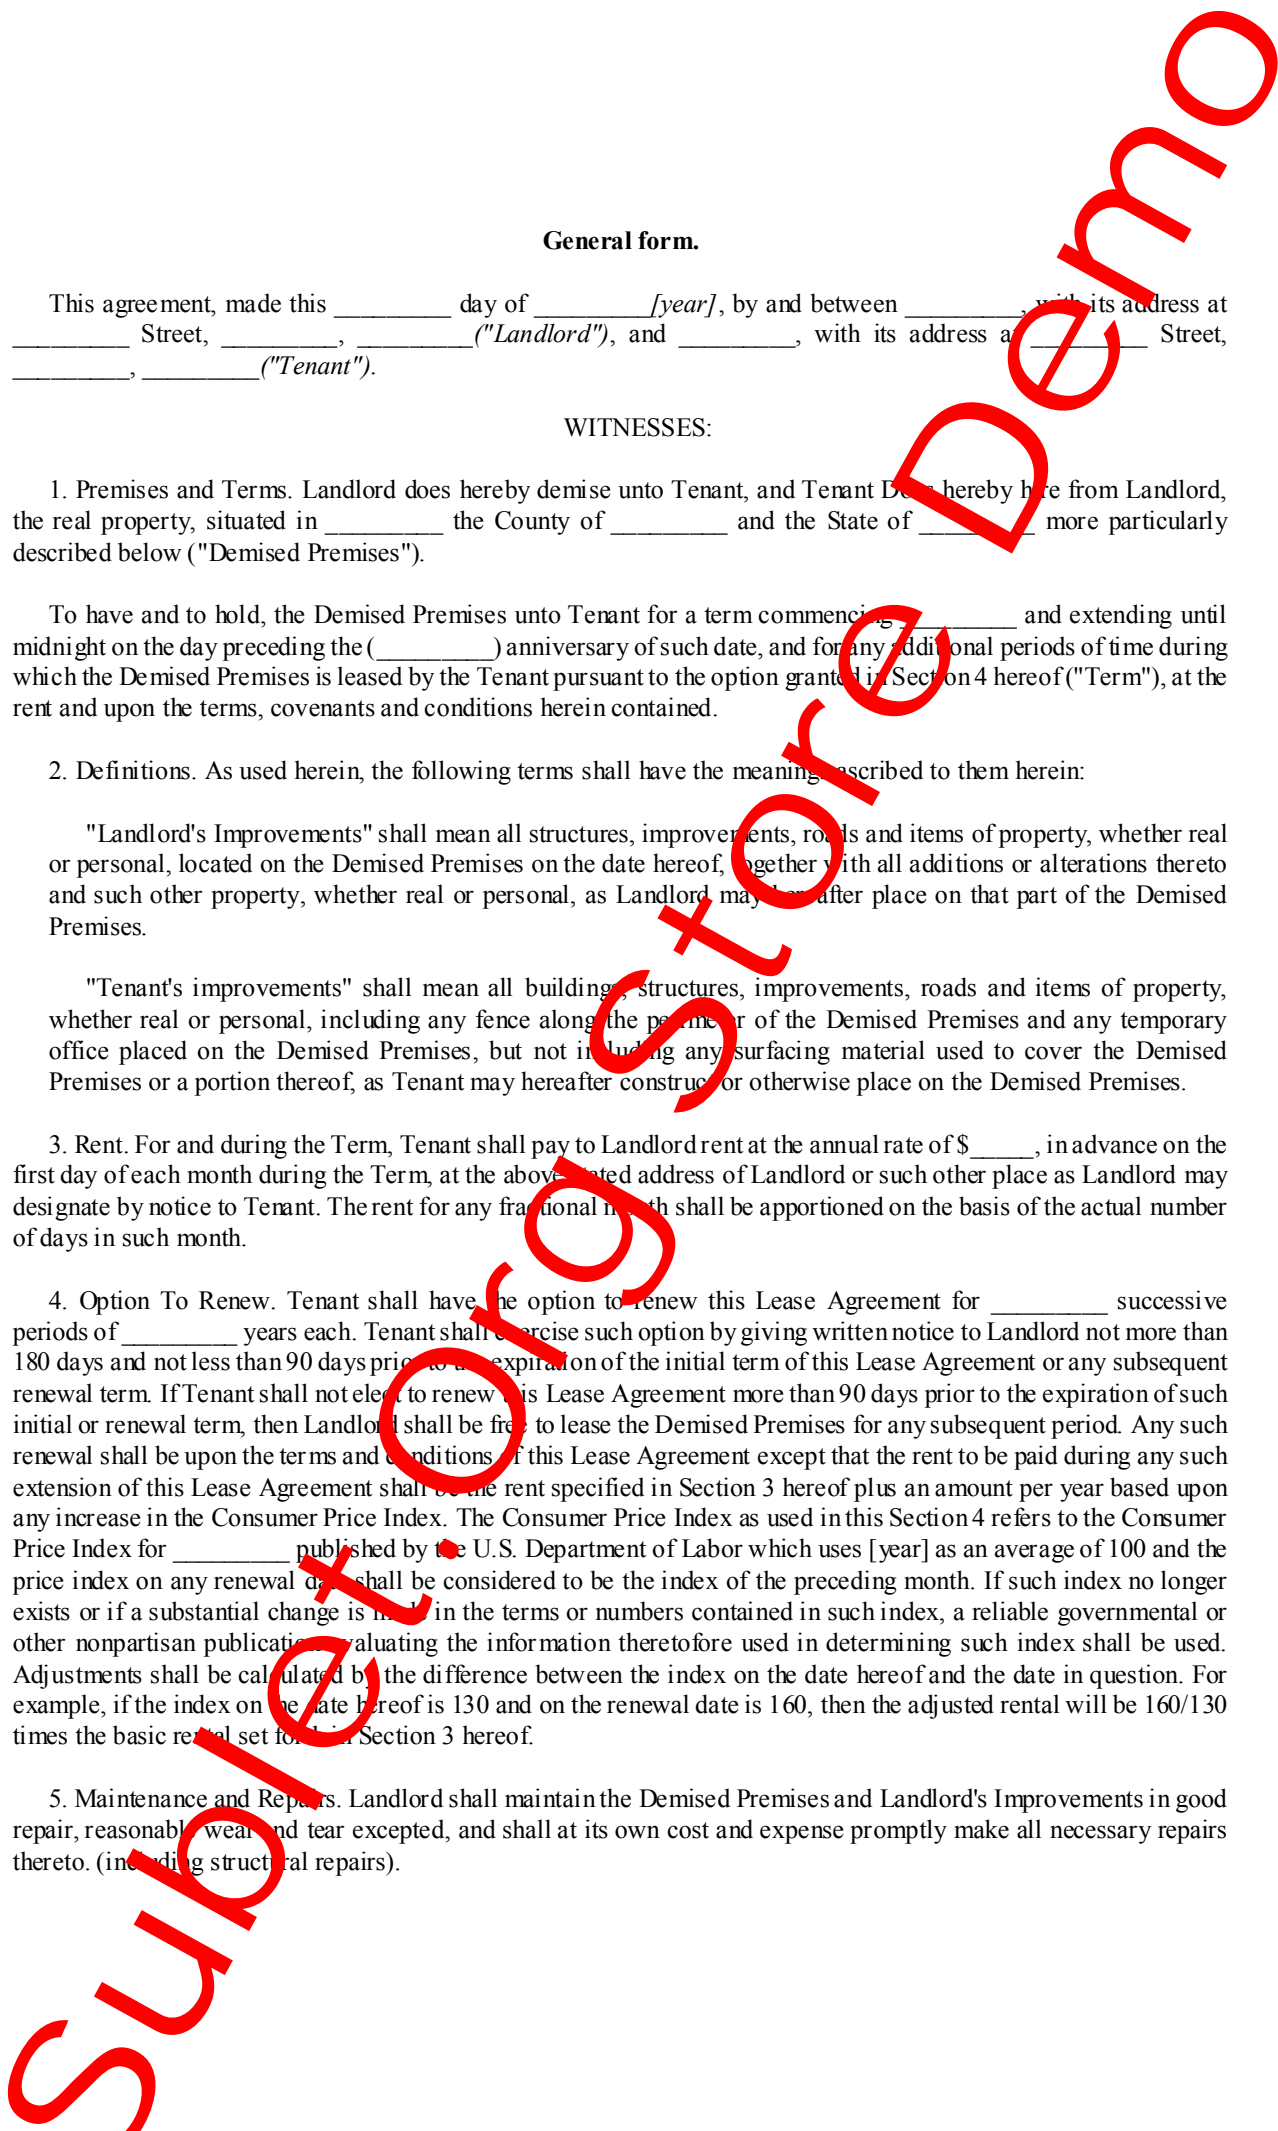 General form.
This agreement, made this _________ day of _________[year], by and between _________, with its address at
_________ Street, _________, _________("Landlord"), and _________, with its address at _________ Street,
_________, _________("Tenant").
WITNESSES:
1. Premises and Terms. Landlord does hereby demise unto Tenant, and Tenant Does hereby hire from Landlord,
the real property, situated in _________ the County of _________ and the State of _________ more particularly
described below ("Demised Premises").
To have and to hold, the Demised Premises unto Tenant for a term commencing _________ and extending until
midnight on the day preceding the (_________) anniversary of such date, and for any additional periods of time during
which the Demised Premises is leased by the Tenant pursuant to the option granted in Section 4 hereof ("Term"), at the
rent and upon the terms, covenants and conditions herein contained.
2. Definitions. As used herein, the following terms shall have the meanings ascribed to them herein:
"Landlord's Improvements" shall mean all structures, improvements, roads and items of property, whether real
or personal, located on the Demised Premises on the date hereof, together with all additions or alterations thereto
and such other property, whether real or personal, as Landlord may hereafter place on that part of the Demised
Premises.
"Tenant's improvements" shall mean all buildings, structures, improvements, roads and items of property,
whether real or personal, including any fence along the perimeter of the Demised Premises and any temporary
office placed on the Demised Premises, but not including any surfacing material used to cover the Demised
Premises or a portion thereof, as Tenant may hereafter construct or otherwise place on the Demised Premises.
3. Rent. For and during the Term, Tenant shall pay to Landlord rent at the annual rate of $_____, in advance on the
first day of each month during the Term, at the above stated address of Landlord or such other place as Landlord may
designate by notice to Tenant. The rent for any fractional month shall be apportioned on the basis of the actual number
of days in such month.
4. Option To Renew. Tenant shall have the option to renew this Lease Agreement for _________ successive
periods of _________ years each. Tenant shall exercise such option by giving written notice to Landlord not more than
180 days and not less than 90 days prior to the expiration of the initial term of this Lease Agreement or any subsequent
renewal term. If Tenant shall not elect to renew this Lease Agreement more than 90 days prior to the expiration of such
initial or renewal term, then Landlord shall be free to lease the Demised Premises for any subsequent period. Any such
renewal shall be upon the terms and conditions of this Lease Agreement except that the rent to be paid during any such
extension of this Lease Agreement shall be the rent specified in Section 3 hereof plus an amount per year based upon
any increase in the Consumer Price Index. The Consumer Price Index as used in this Section 4 refers to the Consumer
Price Index for _________ published by the U.S. Department of Labor which uses [year] as an average of 100 and the
price index on any renewal date shall be considered to be the index of the preceding month. If such index no longer
exists or if a substantial change is made in the terms or numbers contained in such index, a reliable governmental or
other nonpartisan publication evaluating the information theretofore used in determining such index shall be used.
Adjustments shall be calculated by the difference between the index on the date hereof and the date in question. For
example, if the index on the date hereof is 130 and on the renewal date is 160, then the adjusted rental will be 160/130
times the basic rental set forth in Section 3 hereof.
5. Maintenance and Repairs. Landlord shall maintain the Demised Premises and Landlord's Improvements in good
repair, reasonable wear and tear excepted, and shall at its own cost and expense promptly make all necessary repairs
thereto. (including structural repairs).
Sublet.Org Store Demo